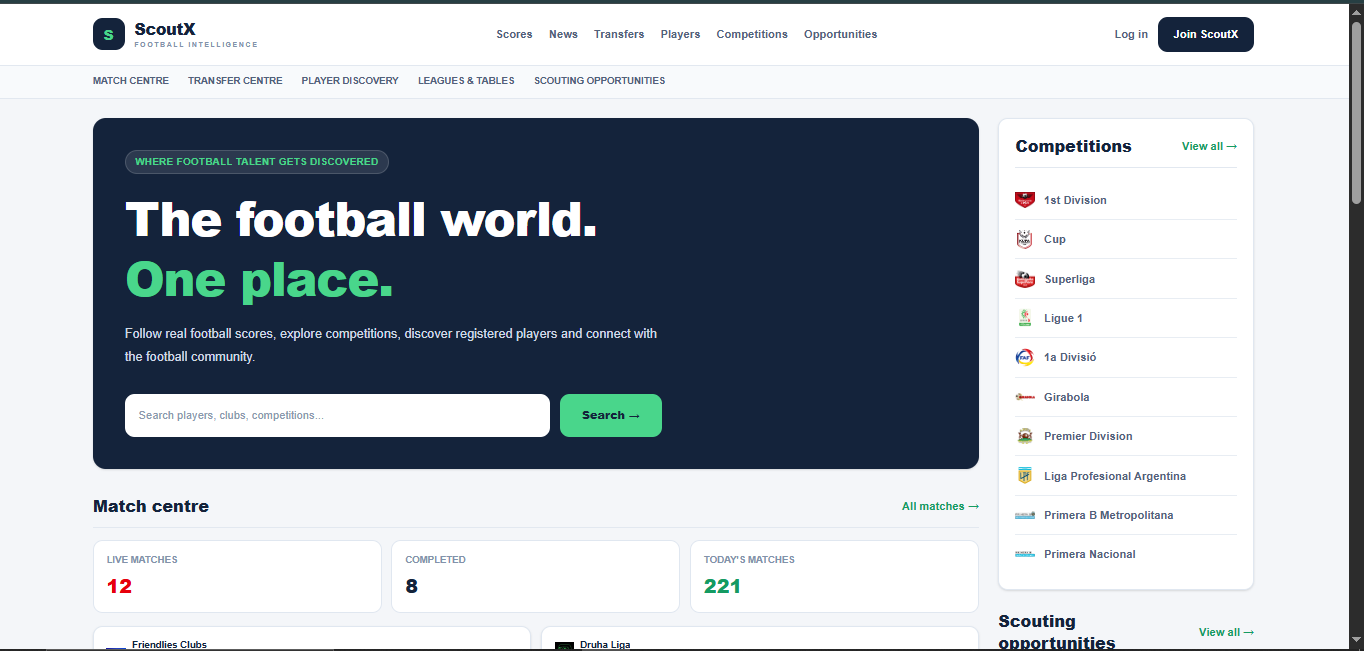 S
ScoutX
FOOTBALL INTELLIGENCE
Scores
News
Transfers
Players
Competitions
Opportunities
Log in
Join ScoutX
MATCH CENTRE
TRANSFER CENTRE
PLAYER DISCOVERY
LEAGUES & TABLES
SCOUTING OPPORTUNITIES
WHERE FOOTBALL TALENT GETS DISCOVERED
The football world.
One place.
Follow real football scores, explore competitions, discover registered players and connect with
the football community.
Search players, clubs, competitions...
Search →
Match centre
All matches →
LIVE MATCHES
12
COMPLETED
8
TODAY'S MATCHES
221
Friendlies Clubs
Druha Liga
Competitions
View all →
1st Division
Cup
Superliga
Ligue 1
1a Divisió
Girabola
Premier Division
Liga Profesional Argentina
Primera B Metropolitana
Primera Nacional
Scouting
opportunities
View all →